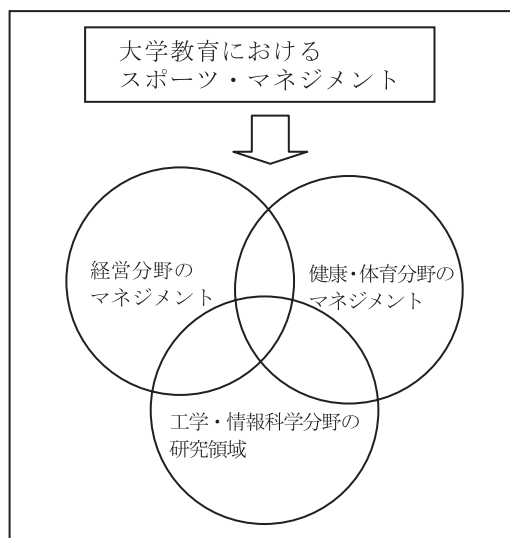 大学教育における
スポーツ・マネジメント
経営分野の
マネジメント
健康・体育分野の
マネジメント
工学・情報科学分野の
研究領域